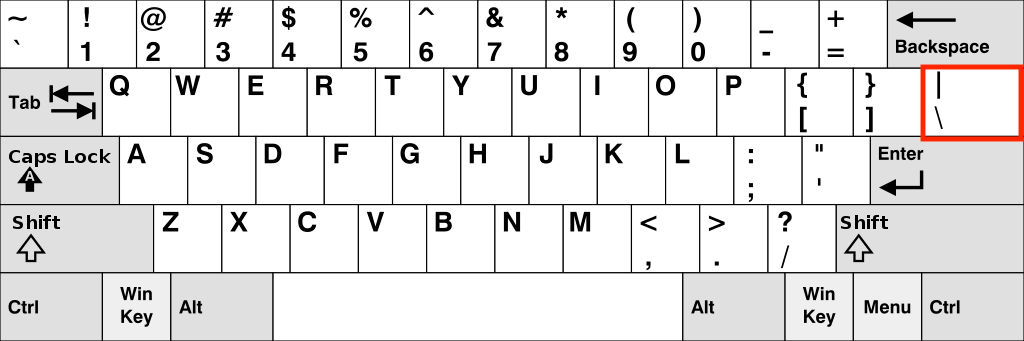 ~ ! @ # $ % ^ & * ( ) _ +
` 1 2 3 4 5 6 7 8 9 0 - = Backspace
Tab Q W E R T Y U I O P { } |
[ ] \
Caps Lock A S D F G H J K L : " Enter
A ; '
Shift Z X C V B N M < > ? Shift
, . /
Ctrl Win Key Alt Alt Win Key Menu Ctrl